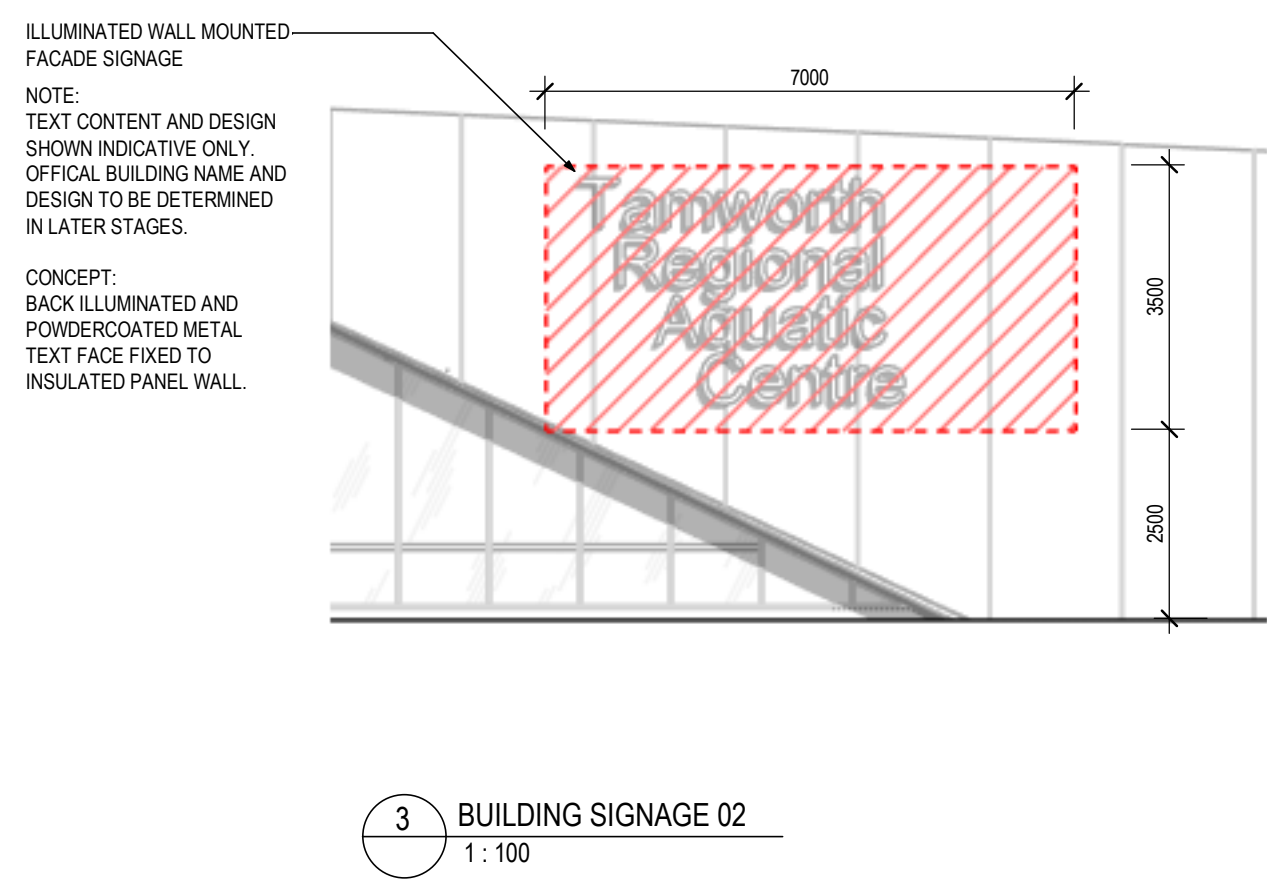 ILLUMINATED WALL MOUNTED
FACADE SIGNAGE
NOTE:
TEXT CONTENT AND DESIGN
SHOWN INDICATIVE ONLY.
OFFICAL BUILDING NAME AND
DESIGN TO BE DETERMINED
IN LATER STAGES.
CONCEPT:
BACK ILLUMINATED AND
POWDERCOATED METAL
TEXT FACE FIXED TO
INSULATED PANEL WALL.
7000
Tamworth
Regional
Aquatic
Centre
3500
2500
3
BUILDING SIGNAGE 02
1 : 100